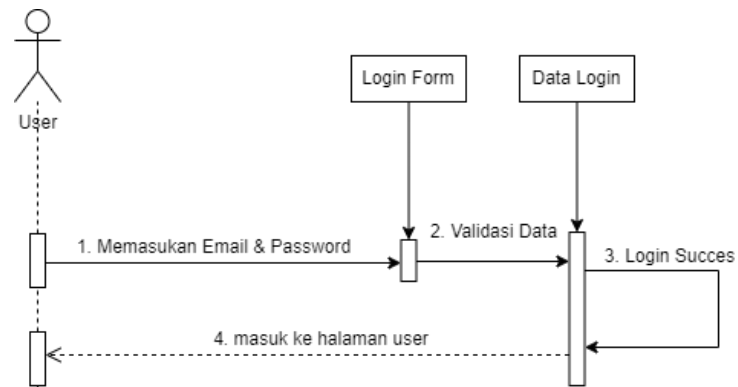 Login Form
Data Login
User
1. Memasukan Email & Password
2. Validasi Data
3. Login Succes
4. masuk ke halaman user